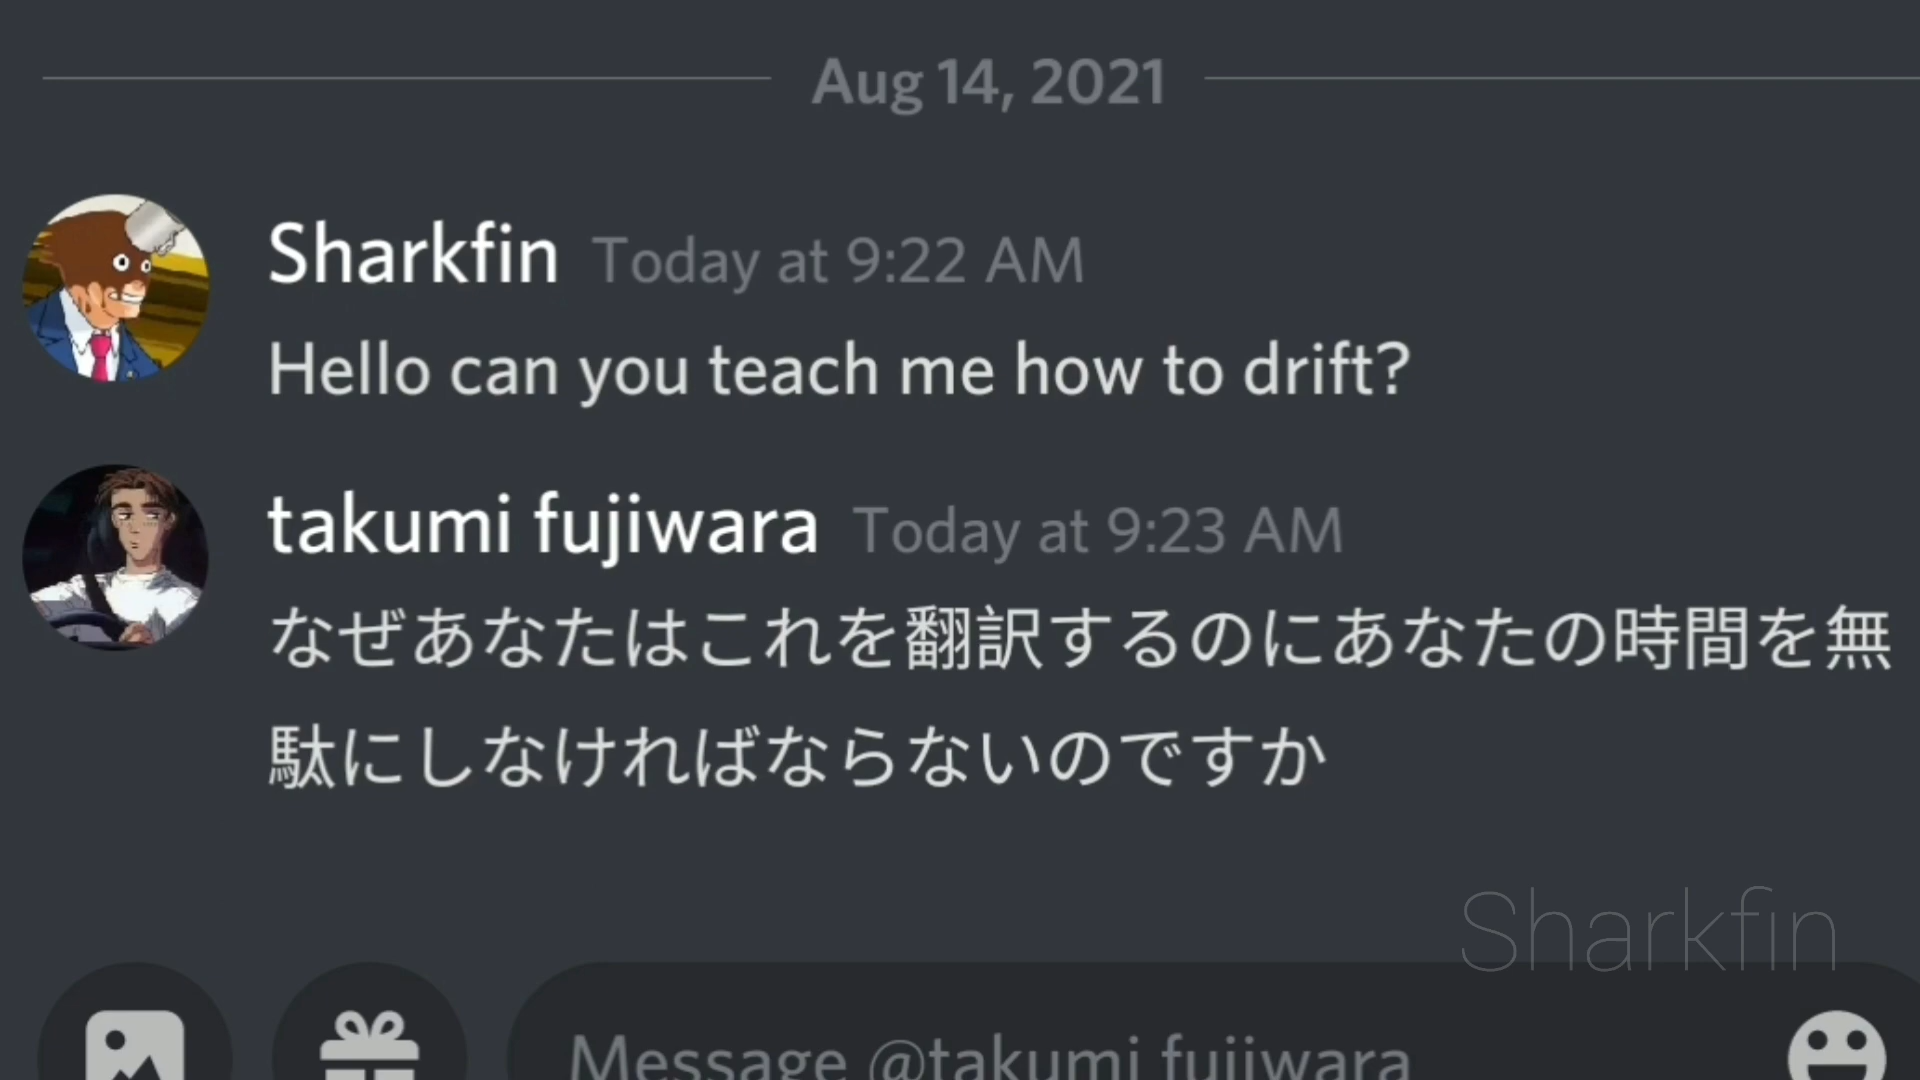 Aug 14, 2021
Sharkfin Today at 9:22 AM
Hello can you teach me how to drift?
takumi fujiwara Today at 9:23 AM
なぜあなたはこれを翻訳するのにあなたの時間を無
駄にしなければならないのですか
Sharkfin
Message @takumi fujiwara